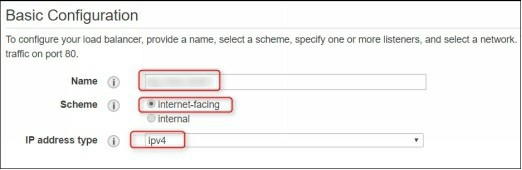 Basic Configuration
To configure your load balancer, provide a name, select a scheme, specify one or more listeners, and select a network.
traffic on port 80.
Name i
Scheme i internet-facing
internal
IP address type i ipv4